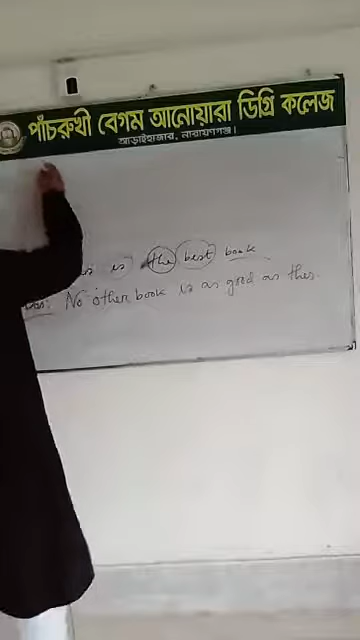 পাঁচরুখী বেগম আনোয়ারা ডিগ্রি কলেজ
আড়াইহাজার, নারায়ণগঞ্জ।
is the best book
No other book is as good as this.